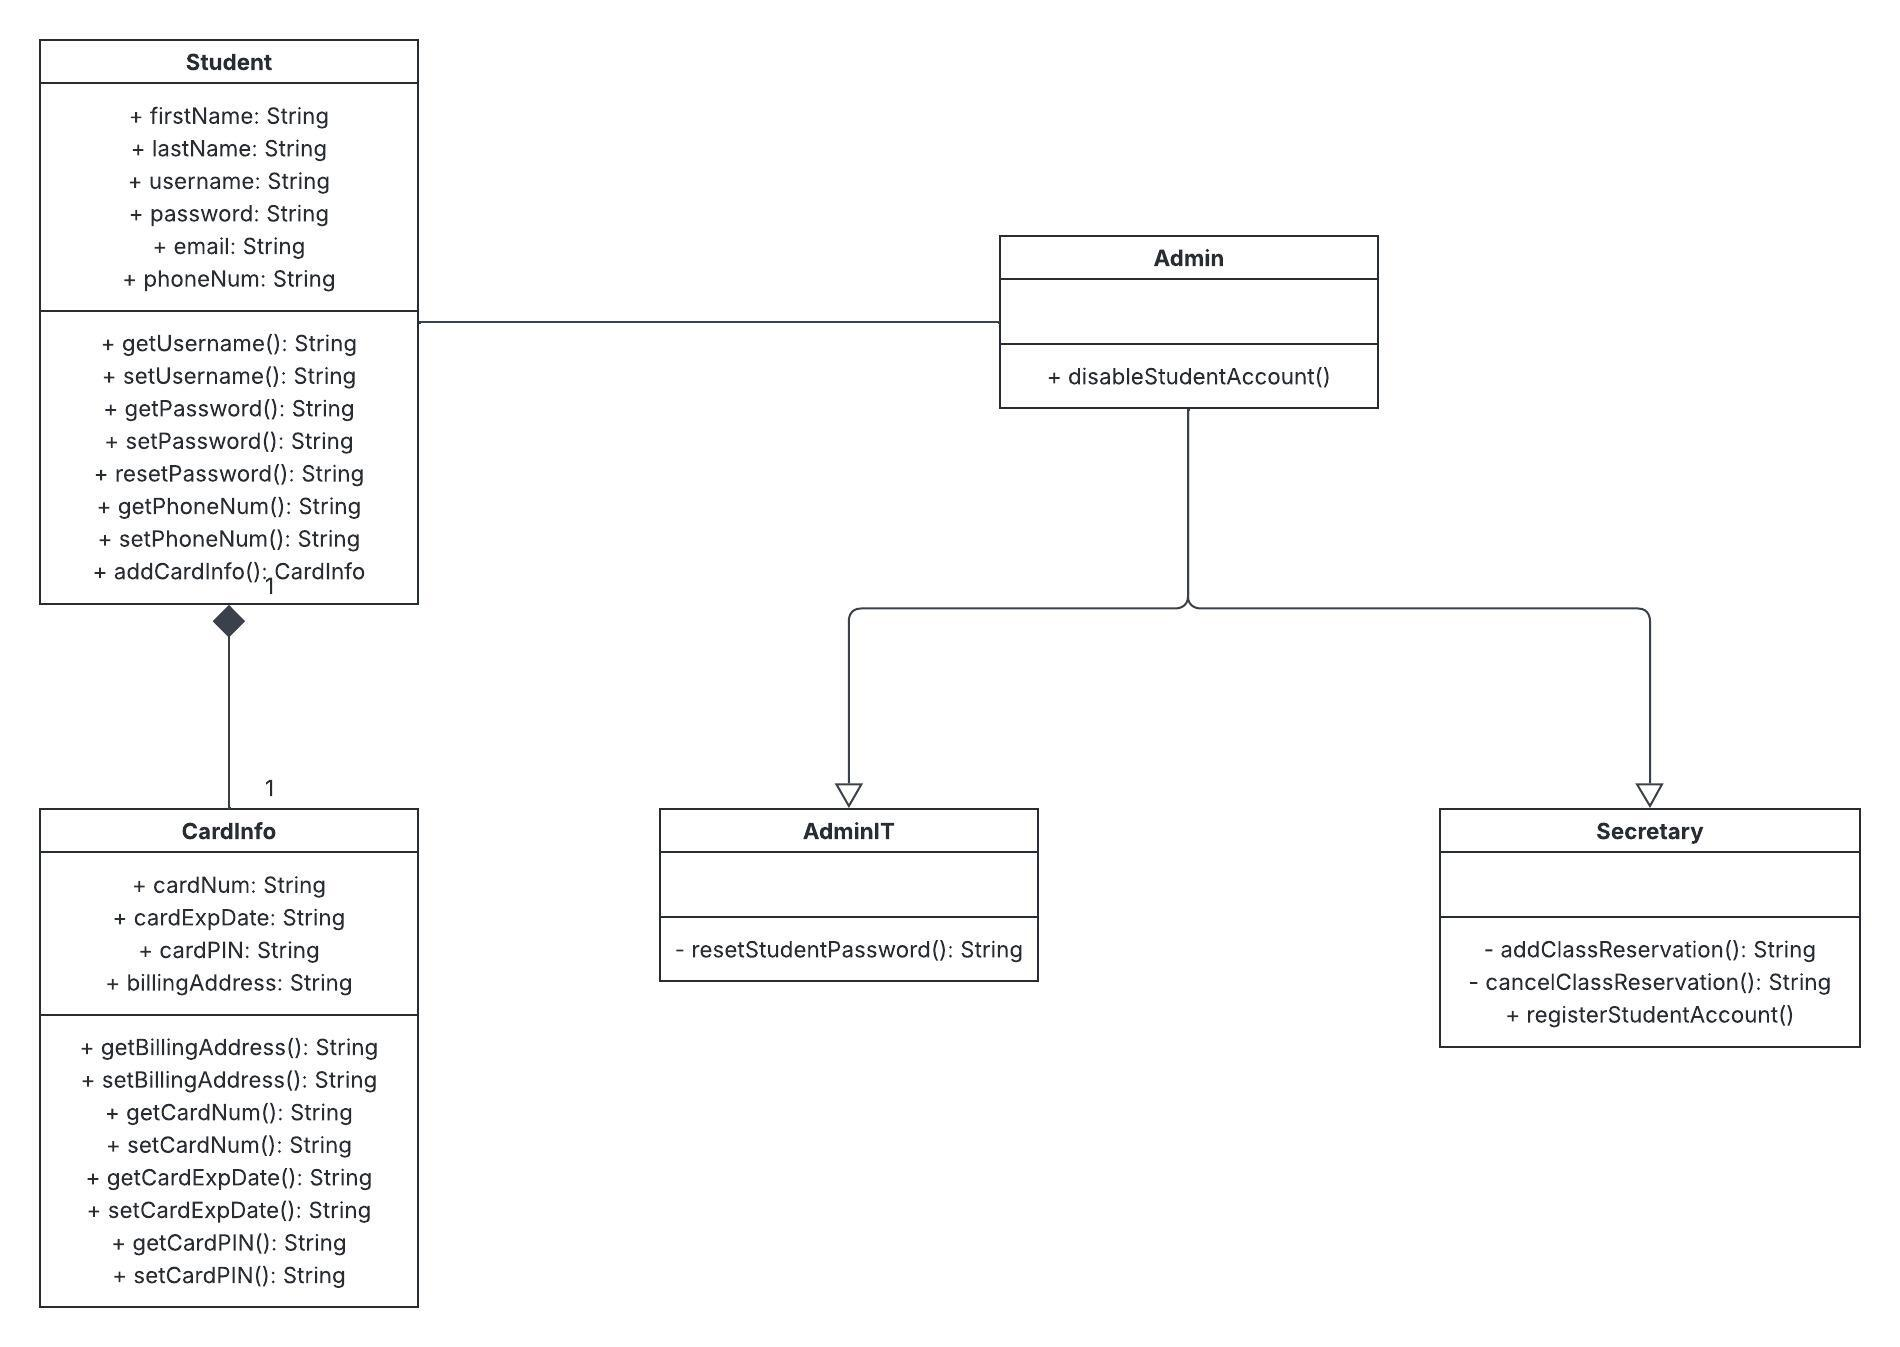 Student
+ firstName: String
+ lastName: String
+ username: String
+ password: String
+ email: String
+ phoneNum: String
+ getUsername(): String
+ setUsername(): String
+ getPassword(): String
+ setPassword(): String
+ resetPassword(): String
+ getPhoneNum(): String
+ setPhoneNum(): String
+ addCardInfo(): CardInfo
1
1
CardInfo
+ cardNum: String
+ cardExpDate: String
+ cardPIN: String
+ billingAddress: String
+ getBillingAddress(): String
+ setBillingAddress(): String
+ getCardNum(): String
+ setCardNum(): String
+ getCardExpDate(): String
+ setCardExpDate(): String
+ getCardPIN(): String
+ setCardPIN(): String
Admin
+ disableStudentAccount()
AdminIT
- resetStudentPassword(): String
Secretary
- addClassReservation(): String
- cancelClassReservation(): String
+ registerStudentAccount()